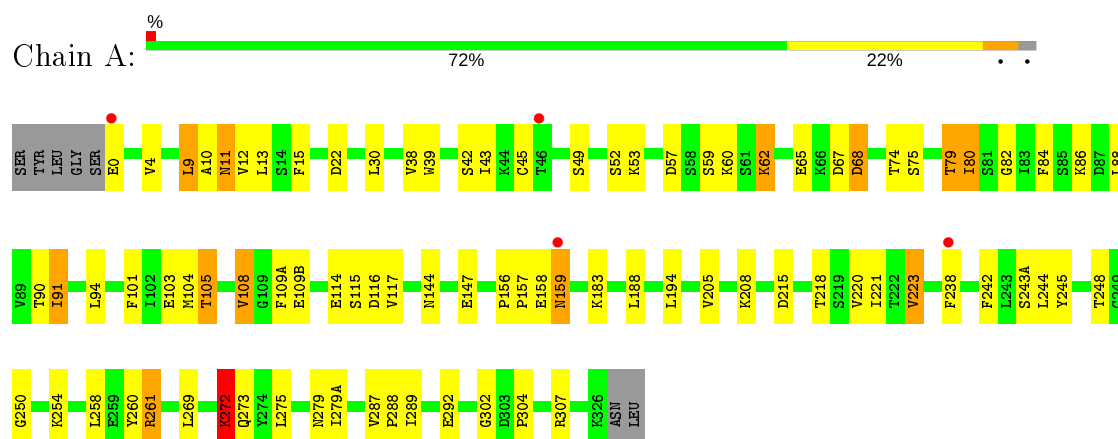 %
Chain A:
72% 22% • •
SER TYR LEU GLY SER E0 V4 L9 A10 N11 V12 L13 S14 F15 D22 L30 V38 W39 S42 I43 K44 C45 T46 S49 S52 K53 D57 S58 S59 K60 S61 K62 E65 K66 D67 D68 T74 S75 T79 I80 S81 G82 I83 F84 S85 K86 D87 L88
V89 T90 I91 L94 F101 I102 E103 M104 T105 V108 G109 F109A E109B E114 S115 D116 V117 N144 E147 P156 P157 E158 N159 K183 L188 L194 V205 K208 D215 T218 S219 V220 I221 T222 V223 F238 F242 L243 S243A L244 Y245 T248 G249
G250 K254 L258 E259 Y260 R261 L269 K272 Q273 Y274 L275 N279 I279A V287 P288 I289 E292 G302 D303 P304 R307 K326 ASN LEU